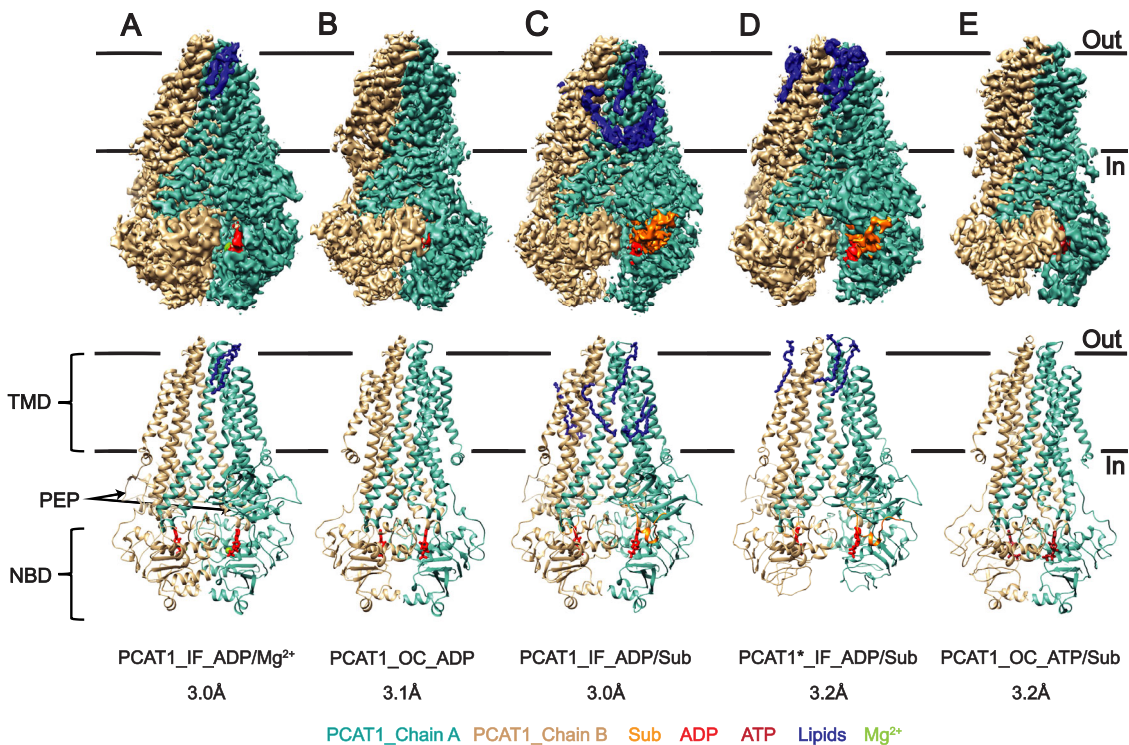 A B C D E
Out
In
Out
TMD
In
PEP
NBD
PCAT1_IF_ADP/Mg²⁺ PCAT1_OC_ADP PCAT1_IF_ADP/Sub PCAT1*_IF_ADP/Sub PCAT1_OC_ATP/Sub
3.0Å 3.1Å 3.0Å 3.2Å 3.2Å
PCAT1_Chain A PCAT1_Chain B Sub ADP ATP Lipids Mg²⁺